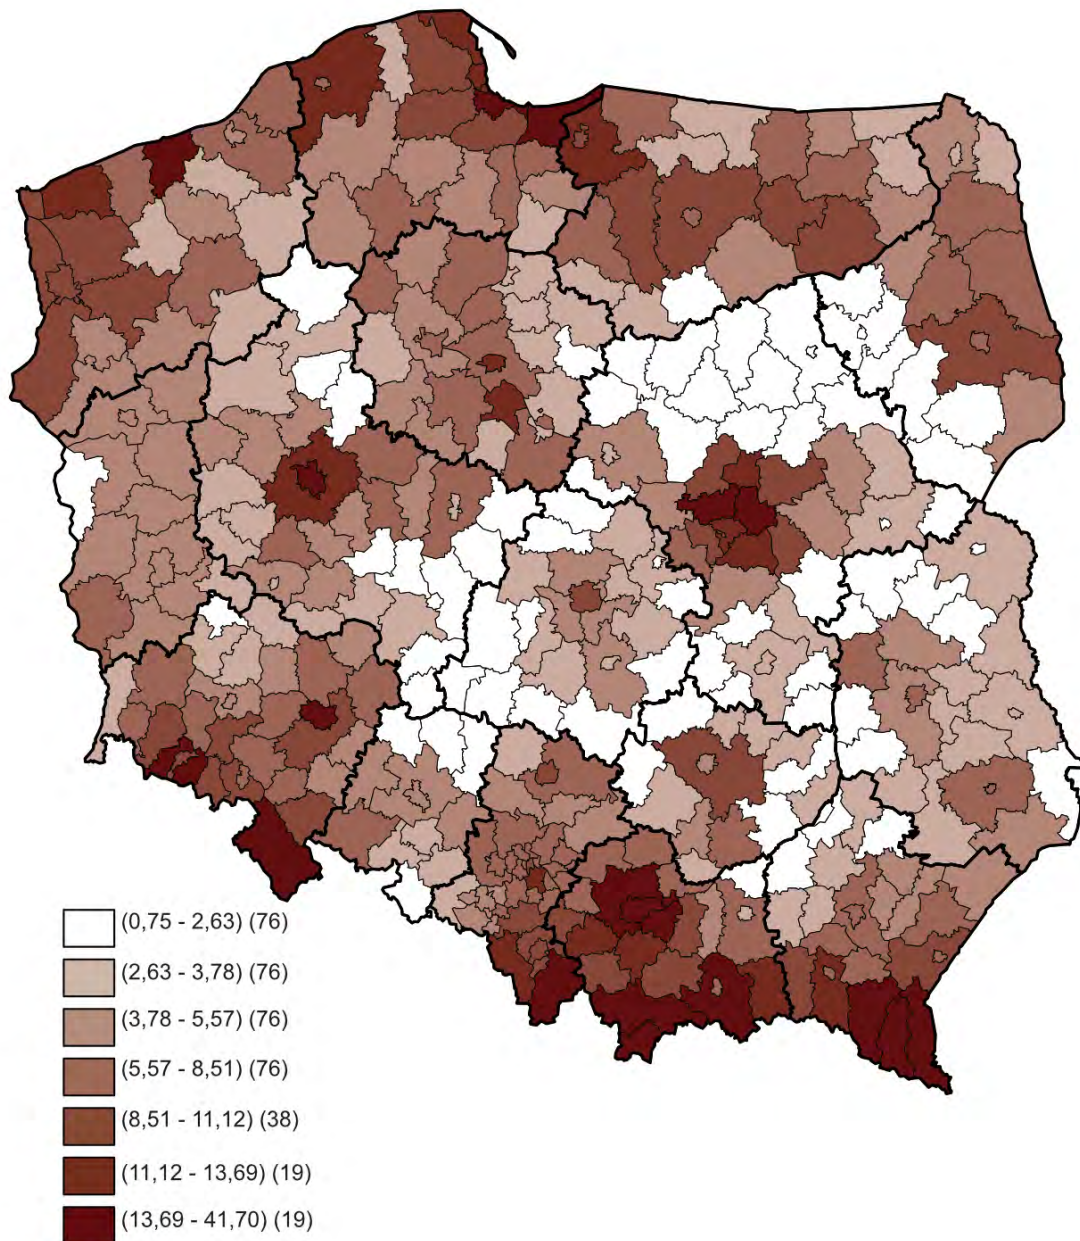 (0,75 - 2,63) (76)
(2,63 - 3,78) (76)
(3,78 - 5,57) (76)
(5,57 - 8,51) (76)
(8,51 - 11,12) (38)
(11,12 - 13,69) (19)
(13,69 - 41,70) (19)